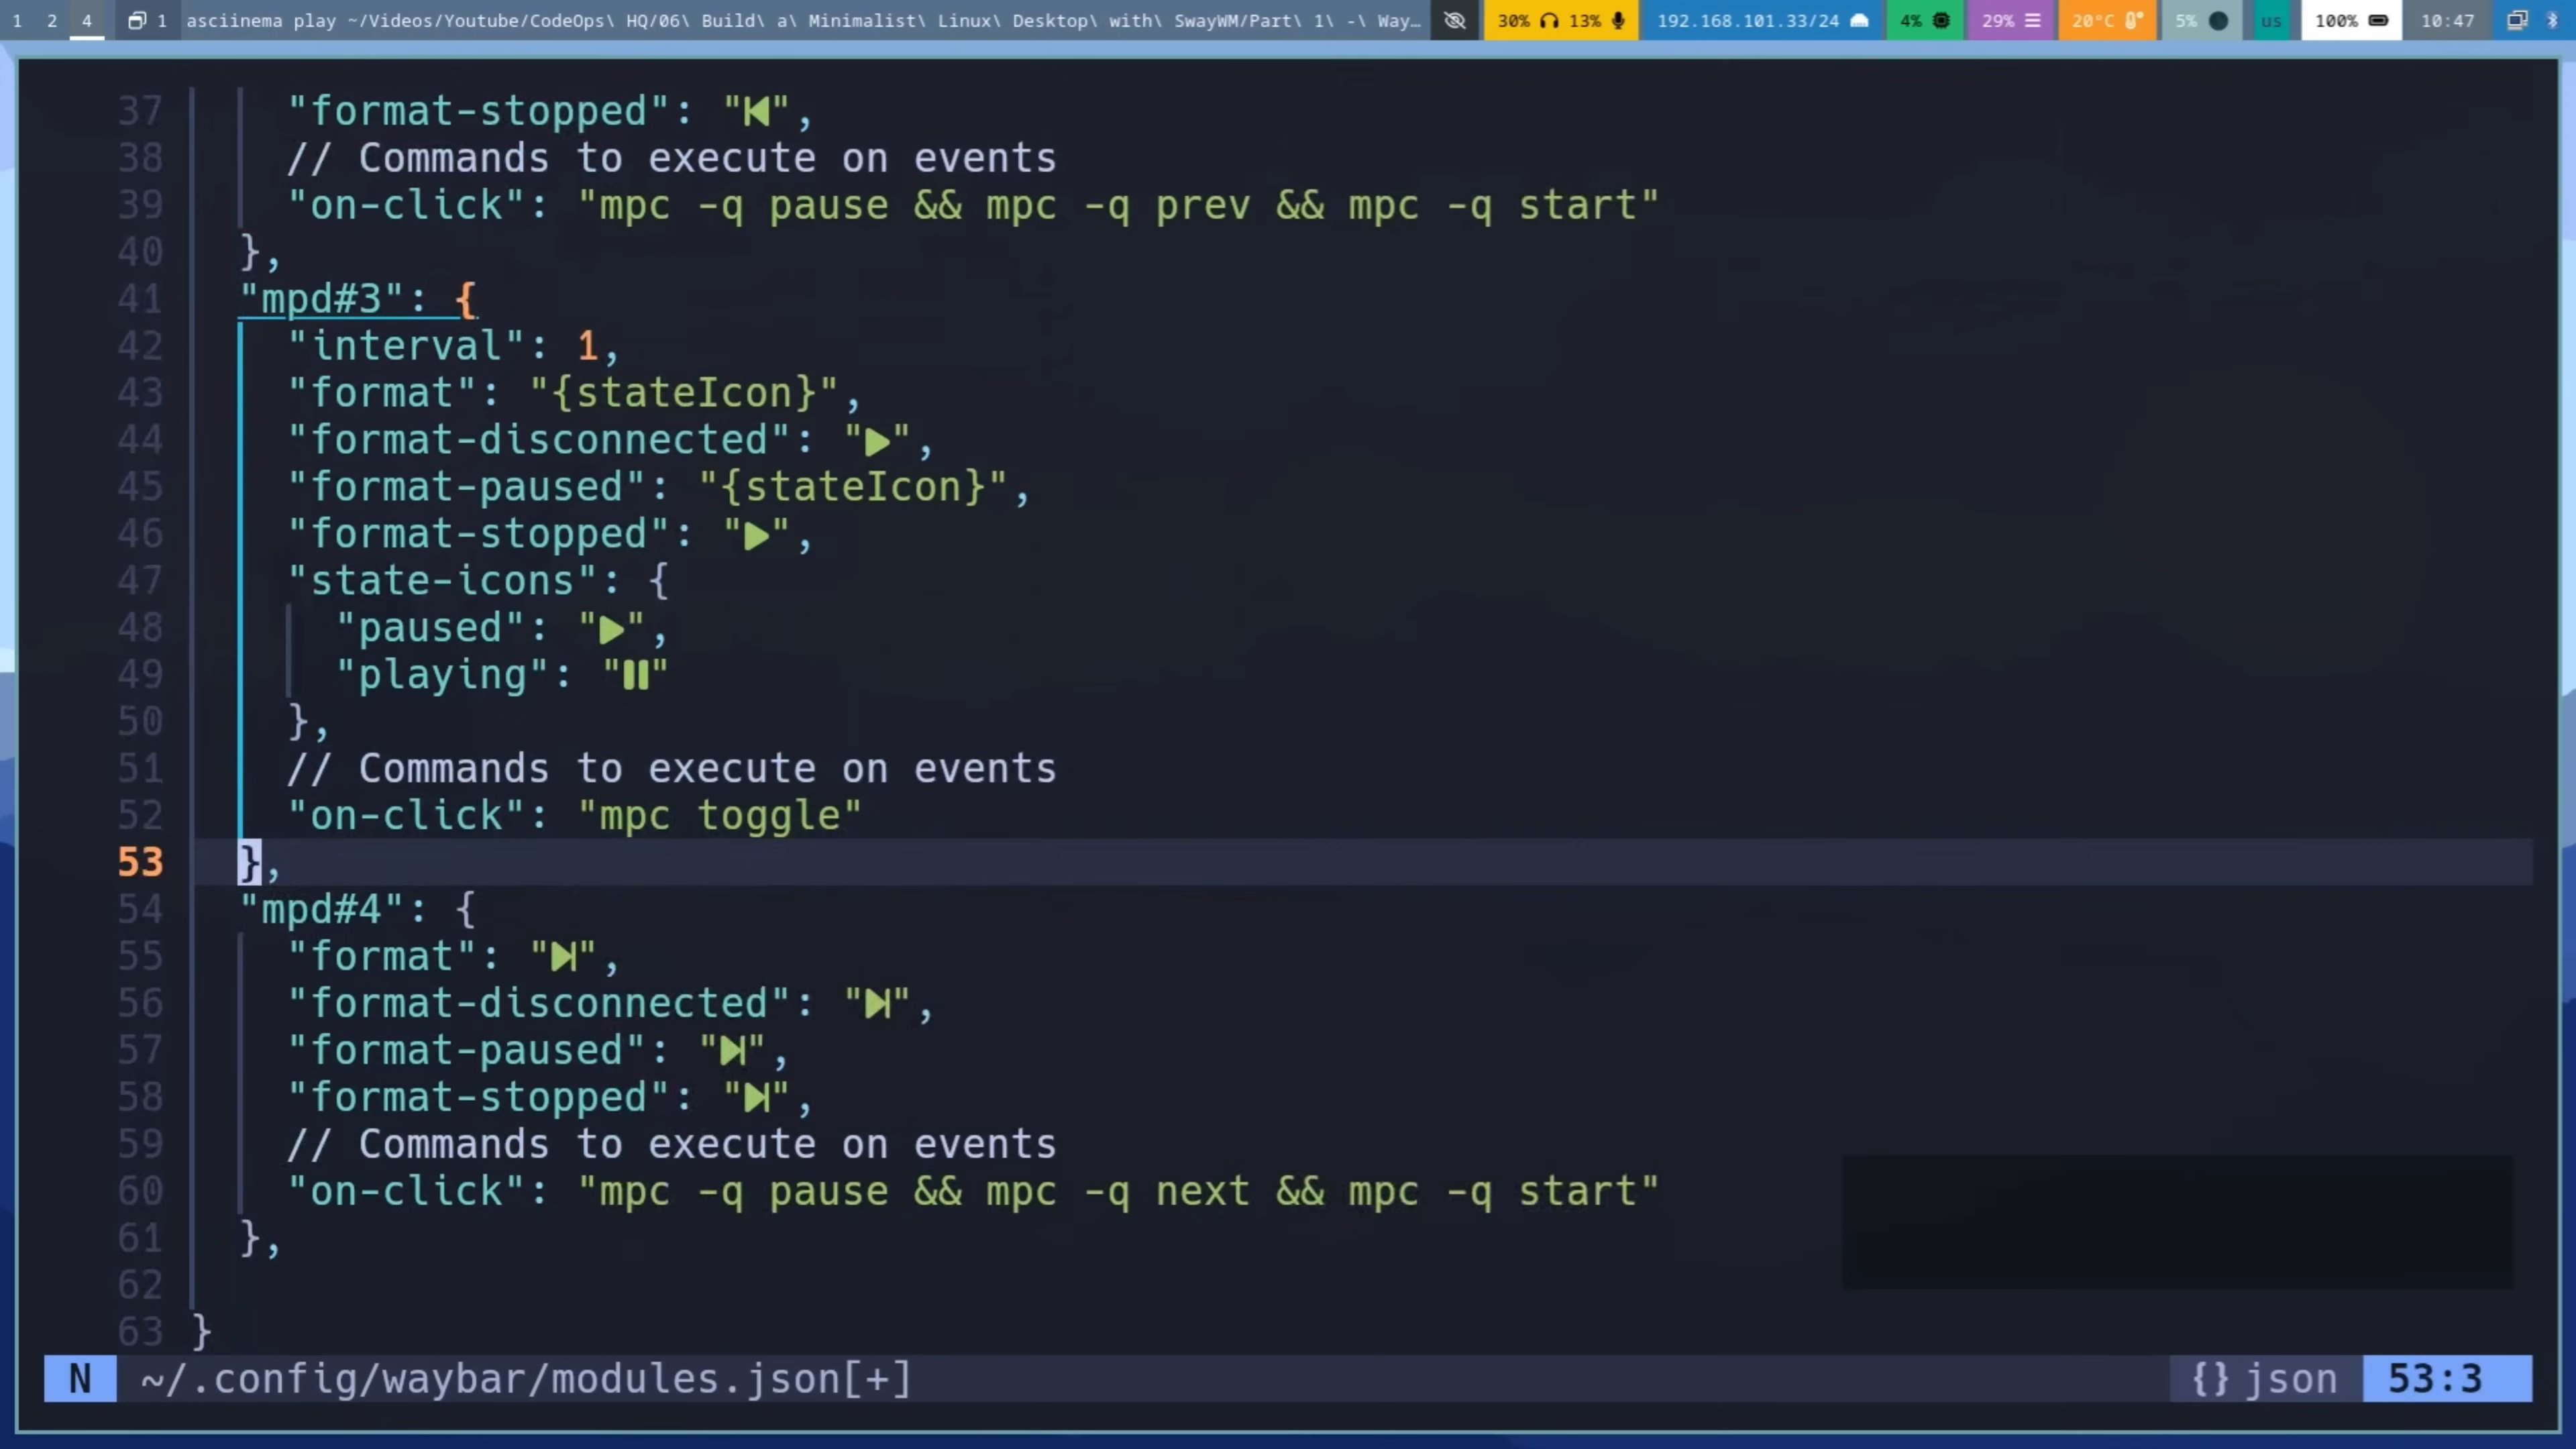 1 2 4 1 asciinema play ~/Videos/Youtube/CodeOps\ HQ/06\ Build\ a\ Minimalist\ Linux\ Desktop\ with\ SwayWM/Part\ 1\ -\ Way… 30% 13% 192.168.101.33/24 4% 29% 20°C 5% us 100% 10:47
37 "format-stopped": "⏮",
38 // Commands to execute on events
39 "on-click": "mpc -q pause && mpc -q prev && mpc -q start"
40 },
41 "mpd#3": {
42 "interval": 1,
43 "format": "{stateIcon}",
44 "format-disconnected": "▶",
45 "format-paused": "{stateIcon}",
46 "format-stopped": "▶",
47 "state-icons": {
48 "paused": "▶",
49 "playing": "⏸"
50 },
51 // Commands to execute on events
52 "on-click": "mpc toggle"
53 },
54 "mpd#4": {
55 "format": "⏭",
56 "format-disconnected": "⏭",
57 "format-paused": "⏭",
58 "format-stopped": "⏭",
59 // Commands to execute on events
60 "on-click": "mpc -q pause && mpc -q next && mpc -q start"
61 },
62
63 }
N ~/.config/waybar/modules.json[+] {} json 53:3